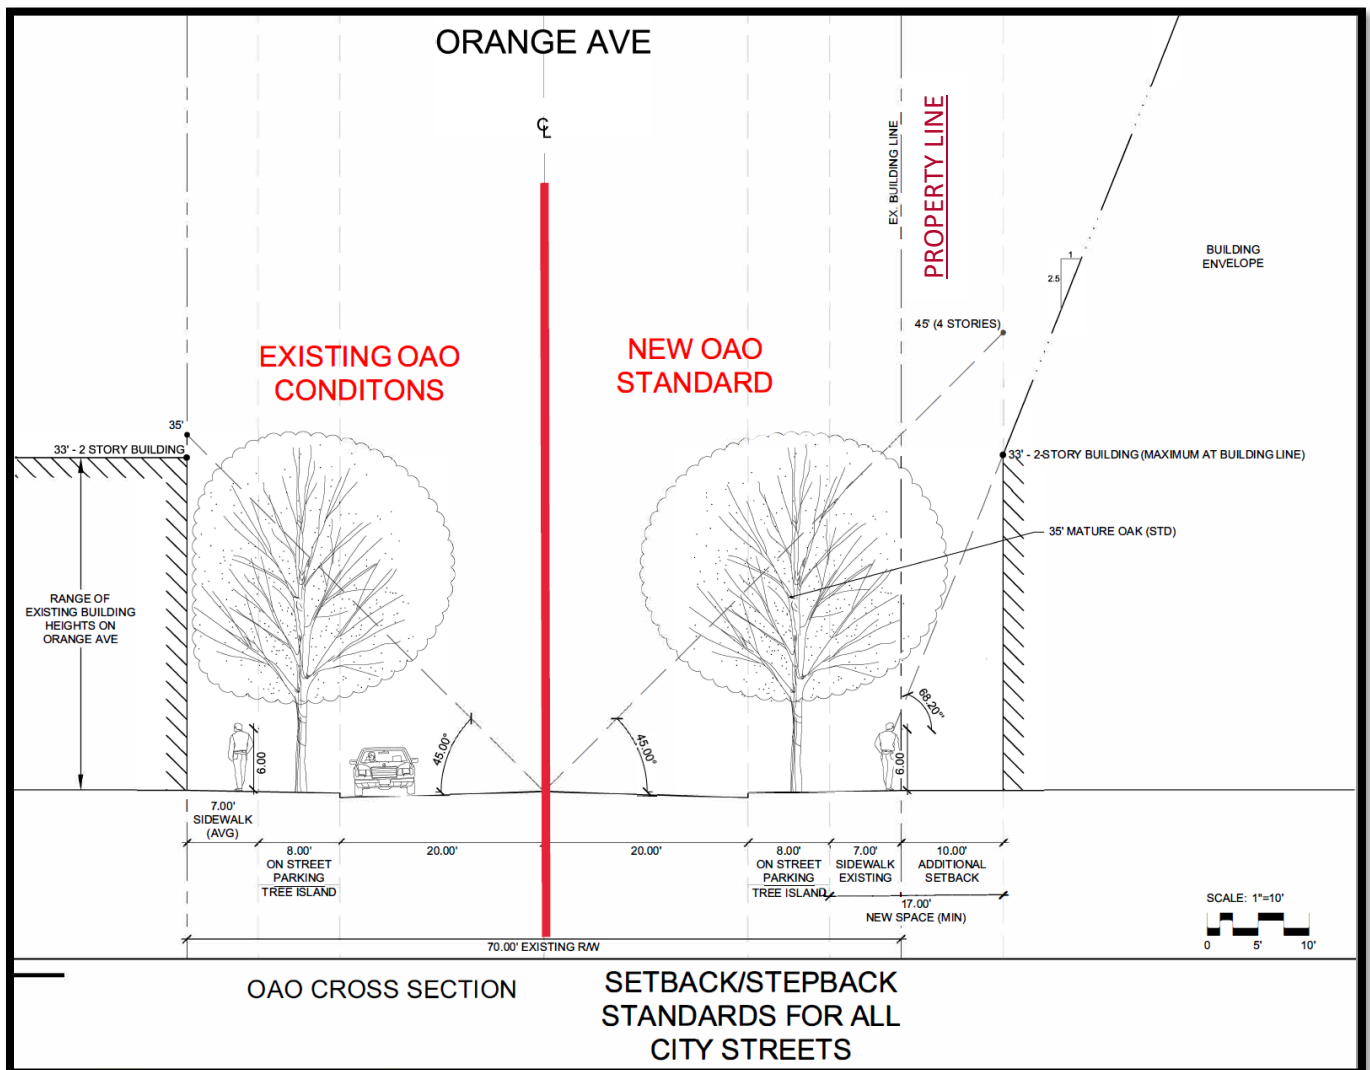 ORANGE AVE
℄
EX. BUILDING LINE
PROPERTY LINE
1
2.5
BUILDING
ENVELOPE
45' (4 STORIES)
EXISTING OAO
CONDITONS
NEW OAO
STANDARD
35'
33' - 2 STORY BUILDING
33' - 2-STORY BUILDING (MAXIMUM AT BUILDING LINE)
35' MATURE OAK (STD)
RANGE OF
EXISTING BUILDING
HEIGHTS ON
ORANGE AVE
68.20°
45.00°
45.00°
6.00
6.00
7.00'
SIDEWALK
(AVG)
8.00'
ON STREET
PARKING
TREE ISLAND
20.00'
20.00'
8.00'
ON STREET
PARKING
TREE ISLAND
7.00'
SIDEWALK
EXISTING
10.00'
ADDITIONAL
SETBACK
17.00'
NEW SPACE (MIN)
SCALE: 1"=10'
0 5' 10'
70.00' EXISTING R/W
OAO CROSS SECTION
SETBACK/STEPBACK
STANDARDS FOR ALL
CITY STREETS